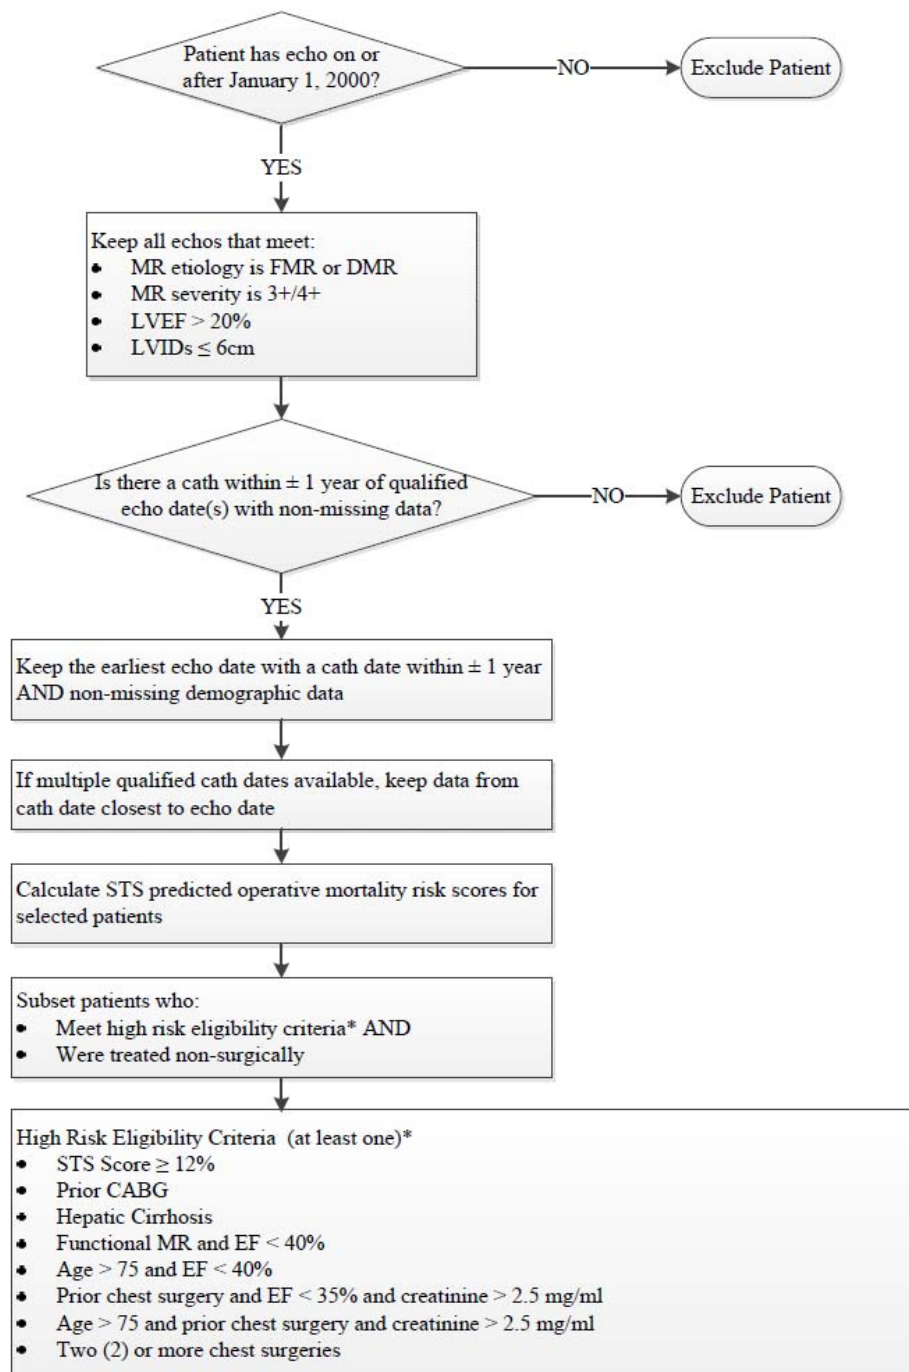 Patient has echo on or
after January 1, 2000?
NO
Exclude Patient
YES
Keep all echos that meet:
• MR etiology is FMR or DMR
• MR severity is 3+/4+
• LVEF > 20%
• LVIDs ≤ 6cm
Is there a cath within ± 1 year of qualified
echo date(s) with non-missing data?
NO
Exclude Patient
YES
Keep the earliest echo date with a cath date within ± 1 year
AND non-missing demographic data
If multiple qualified cath dates available, keep data from
cath date closest to echo date
Calculate STS predicted operative mortality risk scores for
selected patients
Subset patients who:
• Meet high risk eligibility criteria* AND
• Were treated non-surgically
High Risk Eligibility Criteria (at least one)*
• STS Score ≥ 12%
• Prior CABG
• Hepatic Cirrhosis
• Functional MR and EF < 40%
• Age > 75 and EF < 40%
• Prior chest surgery and EF < 35% and creatinine > 2.5 mg/ml
• Age > 75 and prior chest surgery and creatinine > 2.5 mg/ml
• Two (2) or more chest surgeries